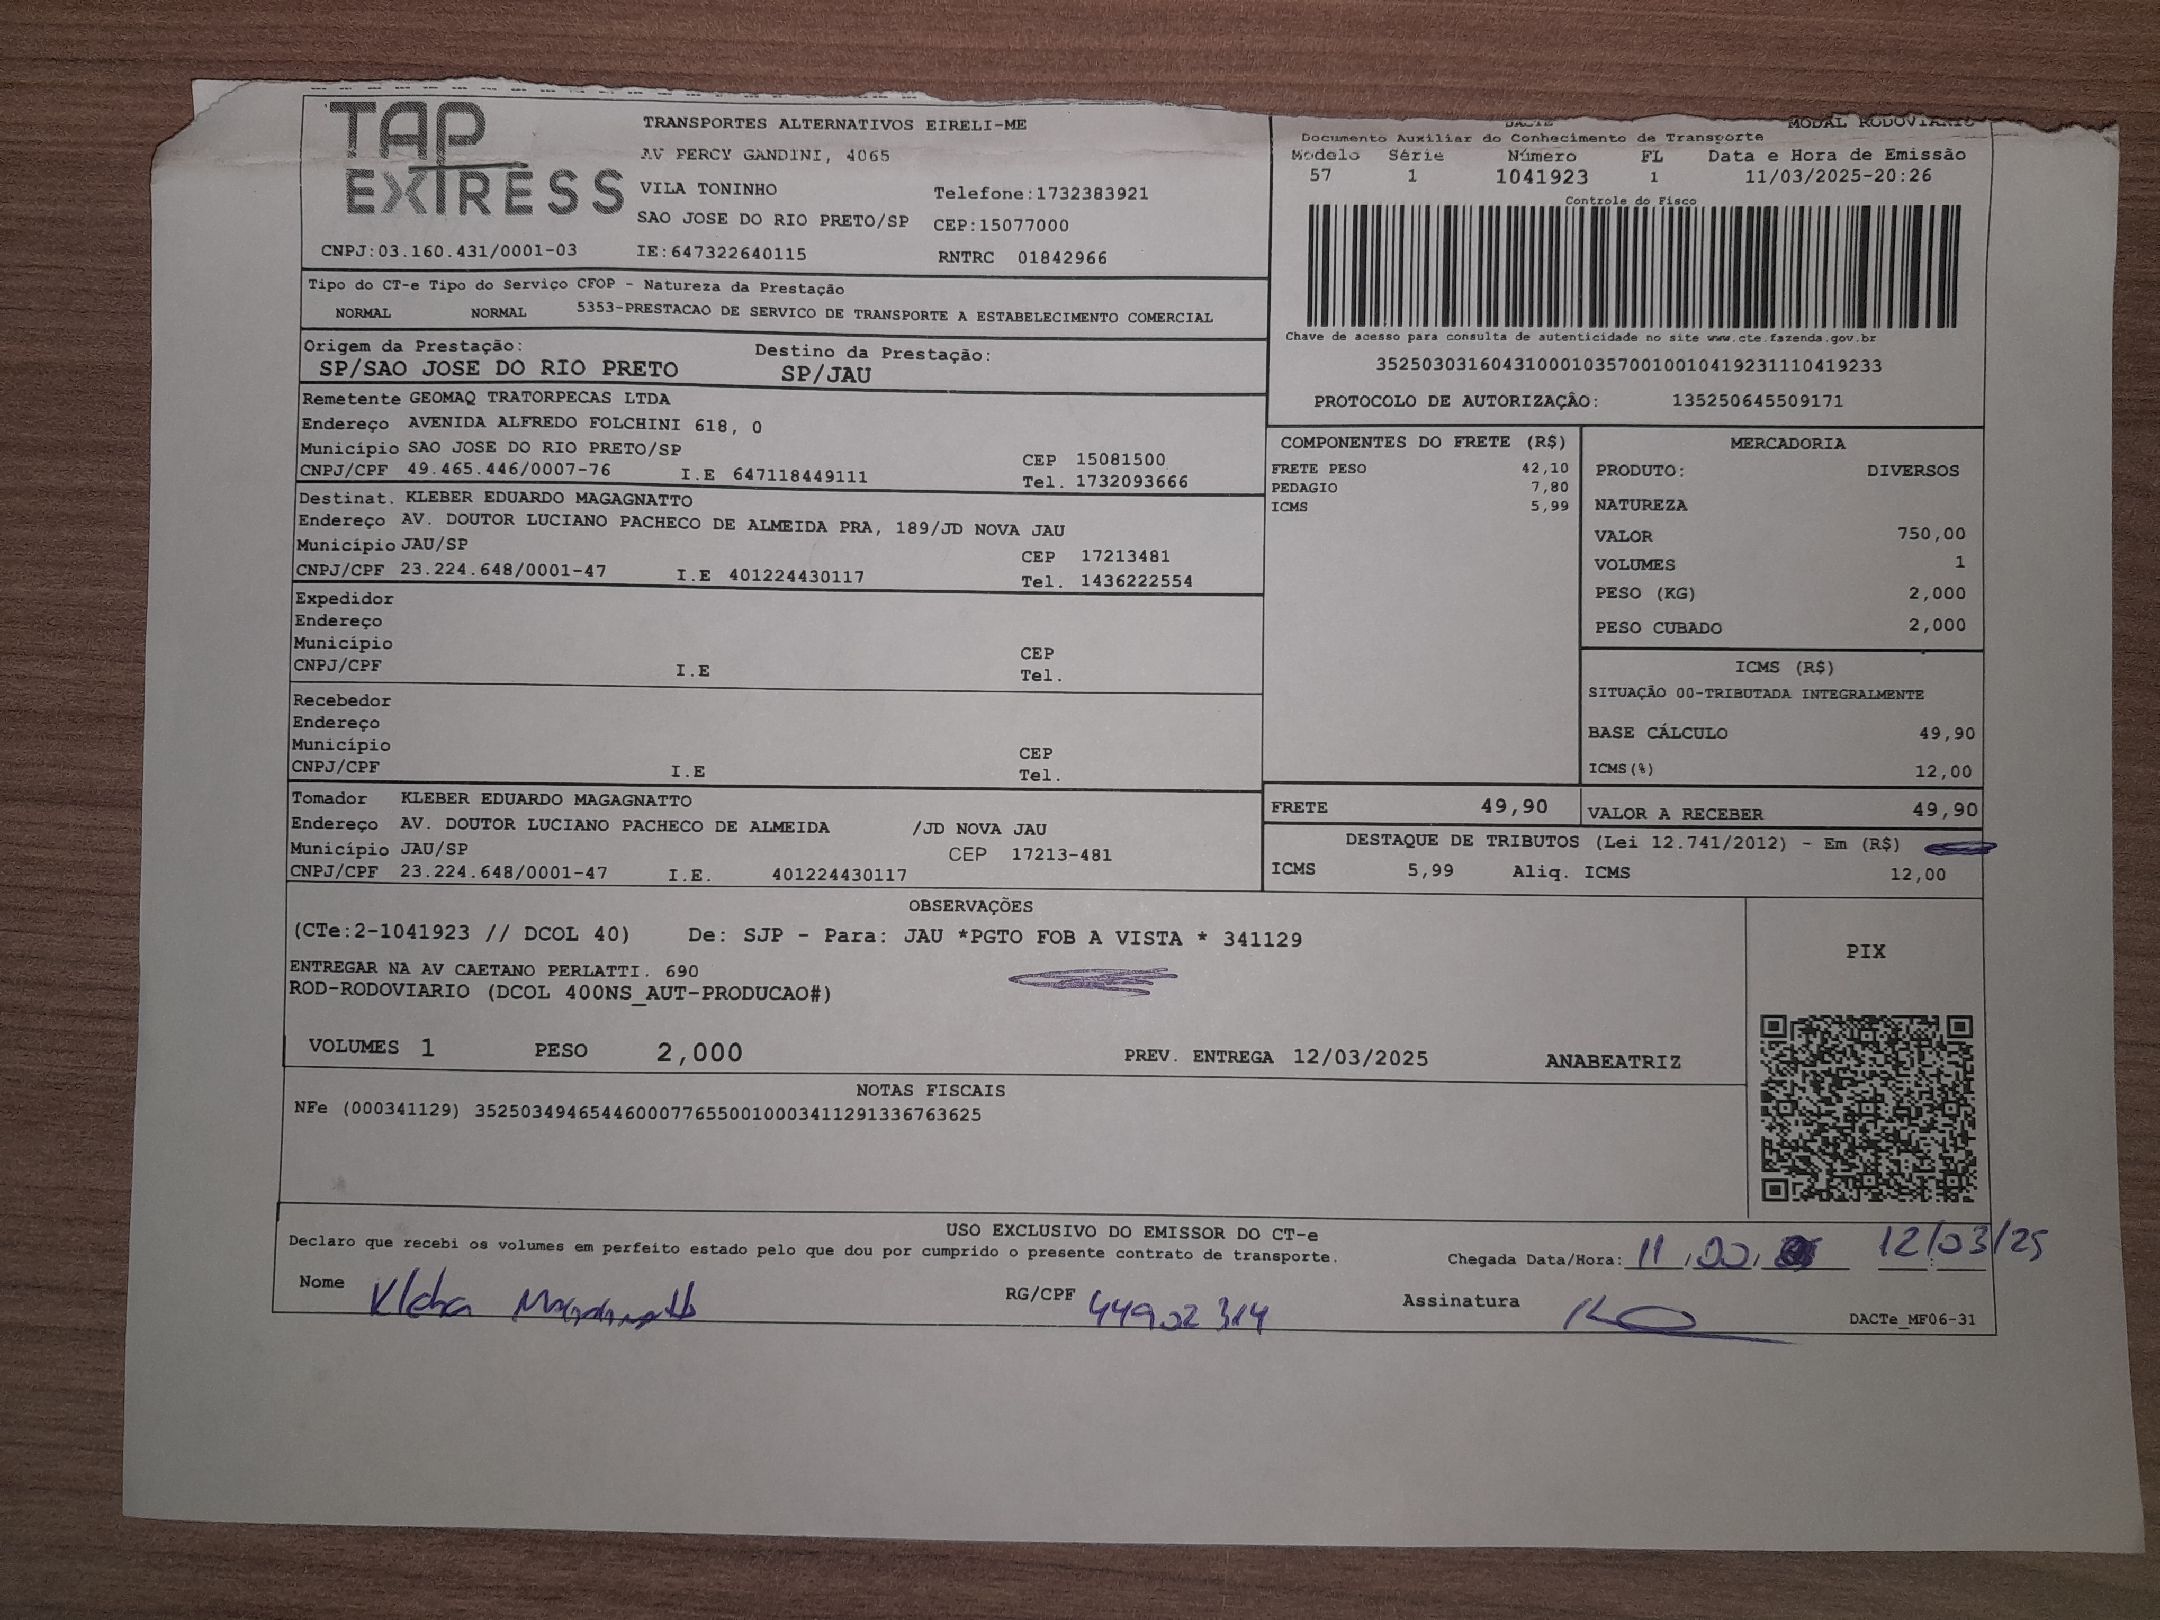 TAP
EXPRESS
TRANSPORTES ALTERNATIVOS EIRELI-ME
AV PERCY GANDINI, 4065
VILA TONINHO Telefone:1732383921
SAO JOSE DO RIO PRETO/SP CEP:15077000
CNPJ:03.160.431/0001-03 IE:647322640115 RNTRC 01842966
DACTE MODAL RODOVIARIO
Documento Auxiliar do Conhecimento de Transporte
Modelo Série Número FL Data e Hora de Emissão
57 1 1041923 1 11/03/2025-20:26
Controle do Fisco
Chave de acesso para consulta de autenticidade no site www.cte.fazenda.gov.br
35250303160431000103570010010419231110419233
PROTOCOLO DE AUTORIZAÇÂO: 135250645509171
Tipo do CT-e Tipo do Serviço CFOP - Natureza da Prestação
NORMAL NORMAL 5353-PRESTACAO DE SERVICO DE TRANSPORTE A ESTABELECIMENTO COMERCIAL
Origem da Prestação: Destino da Prestação:
SP/SAO JOSE DO RIO PRETO SP/JAU
Remetente GEOMAQ TRATORPECAS LTDA
Endereço AVENIDA ALFREDO FOLCHINI 618, 0
Município SAO JOSE DO RIO PRETO/SP CEP 15081500
CNPJ/CPF 49.465.446/0007-76 I.E 647118449111 Tel. 1732093666
Destinat. KLEBER EDUARDO MAGAGNATTO
Endereço AV. DOUTOR LUCIANO PACHECO DE ALMEIDA PRA, 189/JD NOVA JAU
Município JAU/SP CEP 17213481
CNPJ/CPF 23.224.648/0001-47 I.E 401224430117 Tel. 1436222554
Expedidor
Endereço
Município CEP
CNPJ/CPF I.E Tel.
Recebedor
Endereço
Município CEP
CNPJ/CPF I.E Tel.
Tomador KLEBER EDUARDO MAGAGNATTO
Endereço AV. DOUTOR LUCIANO PACHECO DE ALMEIDA /JD NOVA JAU
Município JAU/SP CEP 17213-481
CNPJ/CPF 23.224.648/0001-47 I.E. 401224430117
COMPONENTES DO FRETE (R$)
FRETE PESO 42,10
PEDAGIO 7,80
ICMS 5,99
MERCADORIA
PRODUTO: DIVERSOS
NATUREZA
VALOR 750,00
VOLUMES 1
PESO (KG) 2,000
PESO CUBADO 2,000
ICMS (R$)
SITUAÇÃO 00-TRIBUTADA INTEGRALMENTE
BASE CÁLCULO 49,90
ICMS(%) 12,00
FRETE 49,90 VALOR A RECEBER 49,90
DESTAQUE DE TRIBUTOS (Lei 12.741/2012) - Em (R$)
ICMS 5,99 Aliq. ICMS 12,00
OBSERVAÇÕES
(CTe:2-1041923 // DCOL 40) De: SJP - Para: JAU *PGTO FOB A VISTA * 341129
ENTREGAR NA AV CAETANO PERLATTI. 690
ROD-RODOVIARIO (DCOL 400NS_AUT-PRODUCAO#)
VOLUMES 1 PESO 2,000 PREV. ENTREGA 12/03/2025 ANABEATRIZ
PIX
NOTAS FISCAIS
NFe (000341129) 35250349465446000776550010003411291336763625
USO EXCLUSIVO DO EMISSOR DO CT-e
Declaro que recebi os volumes em perfeito estado pelo que dou por cumprido o presente contrato de transporte.
Chegada Data/Hora: 11,00, 12/03/25
Nome Kleber Magagnatto RG/CPF 44902314 Assinatura
DACTe_MF06-31